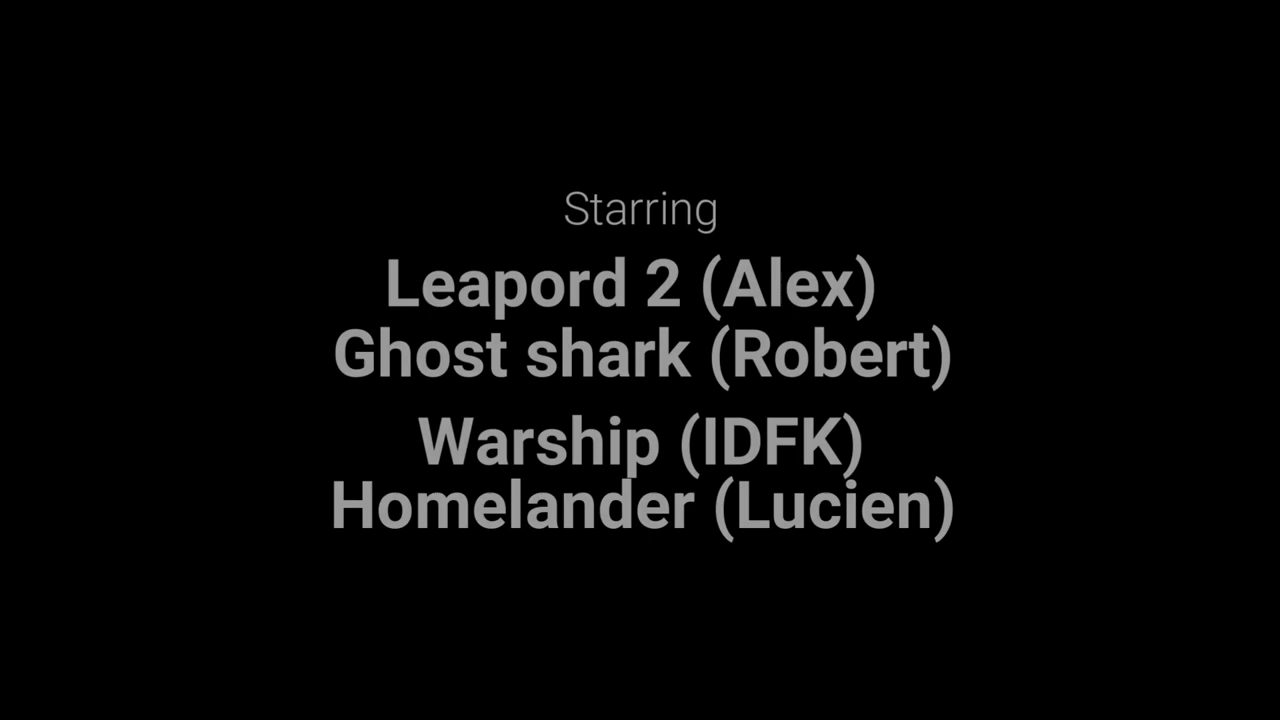 Starring
Leapord 2 (Alex)
Ghost shark (Robert)
Warship (IDFK)
Homelander (Lucien)